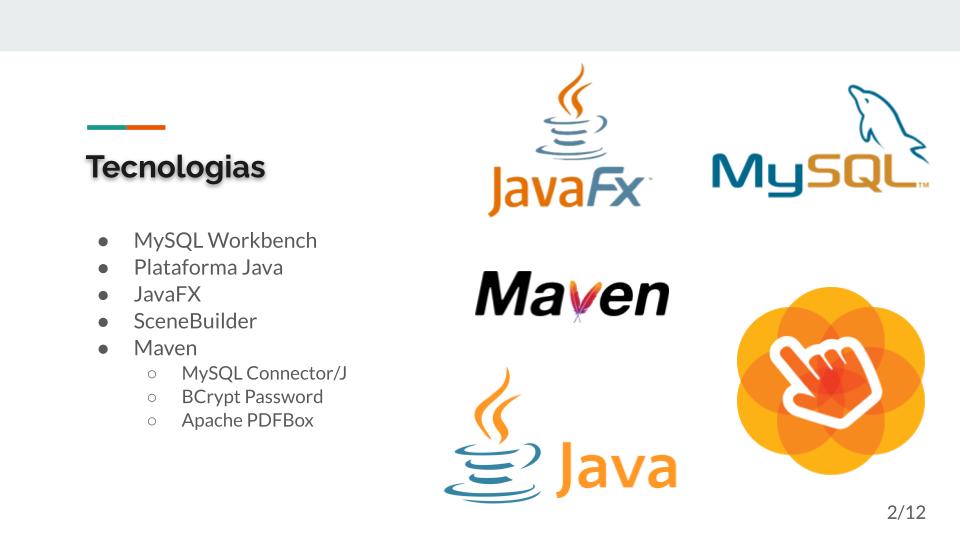 Tecnologias
● MySQL Workbench
● Plataforma Java
● JavaFX
● SceneBuilder
● Maven
○ MySQL Connector/J
○ BCrypt Password
○ Apache PDFBox
JavaFx™
MySQL™
Maven
Java
2/12